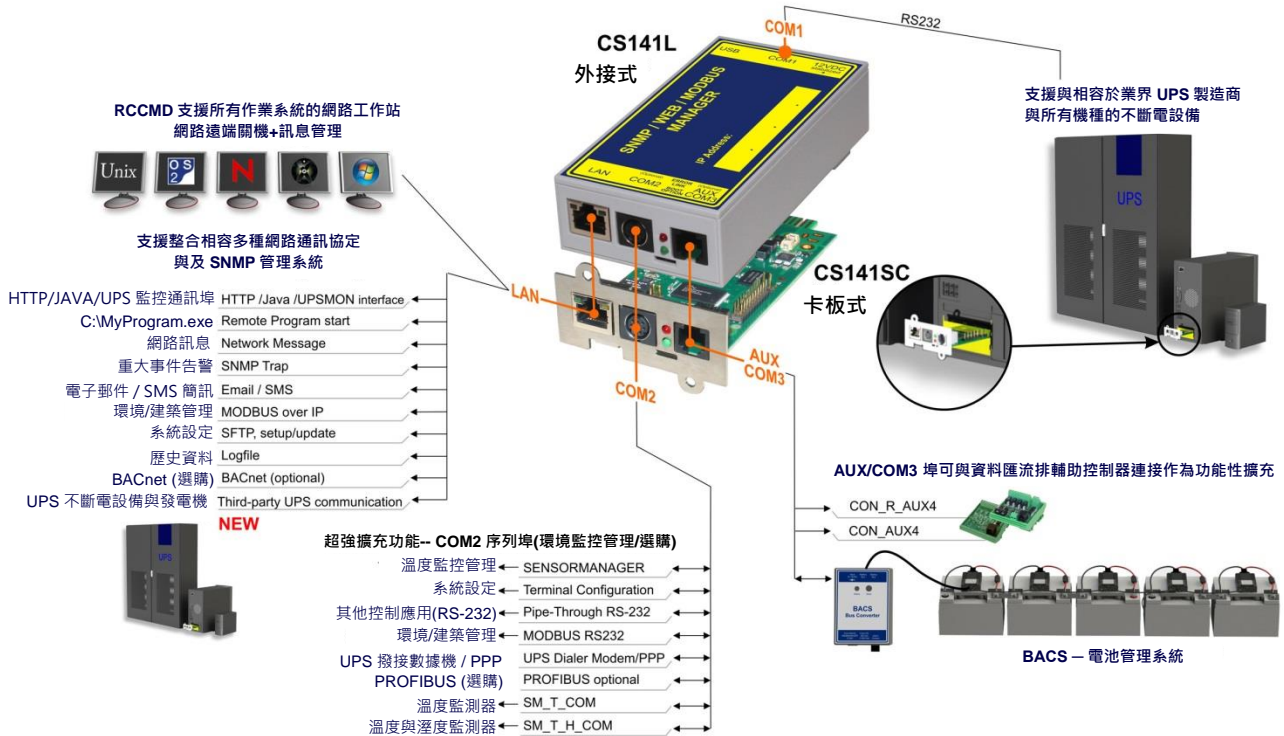 COM1
RS232
CS141L
外接式
USB
COM1
12VDC
SNMP / WEB / MODBUS
MANAGER
IP Address:
LAN
COM2
AUX
COM3
支援與相容於業界 UPS 製造商
與所有機種的不斷電設備
UPS
RCCMD 支援所有作業系統的網路工作站
網路遠端關機+訊息管理
Unix
OS
2
N
支援整合相容多種網路通訊協定
與及 SNMP 管理系統
LAN
CS141SC
卡板式
AUX
COM3
COM2
HTTP/JAVA/UPS 監控通訊埠 HTTP /Java /UPSMON interface
C:\MyProgram.exe Remote Program start
網路訊息 Network Message
重大事件告警 SNMP Trap
電子郵件 / SMS 簡訊 Email / SMS
環境/建築管理 MODBUS over IP
系統設定 SFTP, setup/update
歷史資料 Logfile
BACnet (選購) BACnet (optional)
UPS 不斷電設備與發電機 Third-party UPS communication
NEW
UPS
超強擴充功能-- COM2 序列埠(環境監控管理/選購)
溫度監控管理 SENSORMANAGER
系統設定 Terminal Configuration
其他控制應用(RS-232) Pipe-Through RS-232
環境/建築管理 MODBUS RS232
UPS 撥接數據機 / PPP UPS Dialer Modem/PPP
PROFIBUS (選購) PROFIBUS optional
溫度監測器 SM_T_COM
溫度與溼度監測器 SM_T_H_COM
AUX/COM3 埠可與資料匯流排輔助控制器連接作為功能性擴充
CON_R_AUX4
CON_AUX4
BACS
Bus Converter
BACS － 電池管理系統